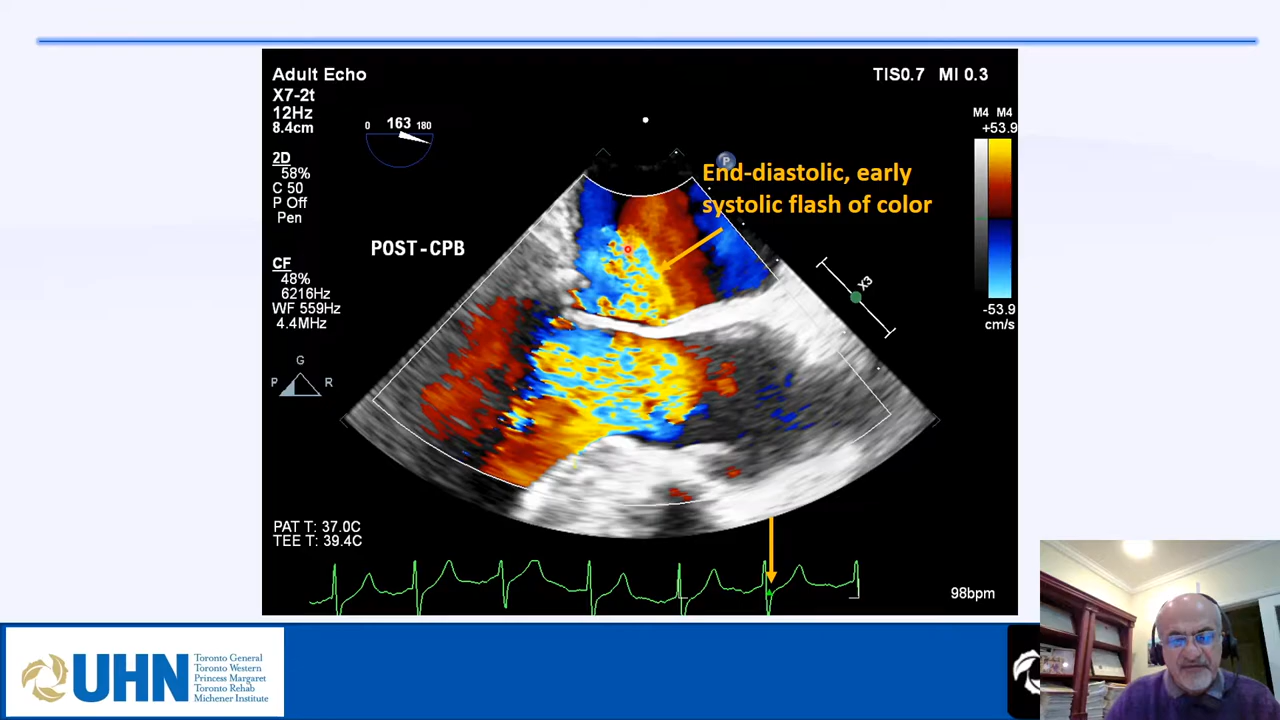 Adult Echo
TIS0.7 MI 0.3
X7-2t
12Hz
8.4cm
0 163 180
M4 M4
+53.9
P
2D
58%
C 50
P Off
Pen
End-diastolic, early
systolic flash of color
POST-CPB
CF
48%
6216Hz
WF 559Hz
4.4MHz
X3
-53.9
cm/s
G
P R
PAT T: 37.0C
TEE T: 39.4C
98bpm
UHN
Toronto General
Toronto Western
Princess Margaret
Toronto Rehab
Michener Institute